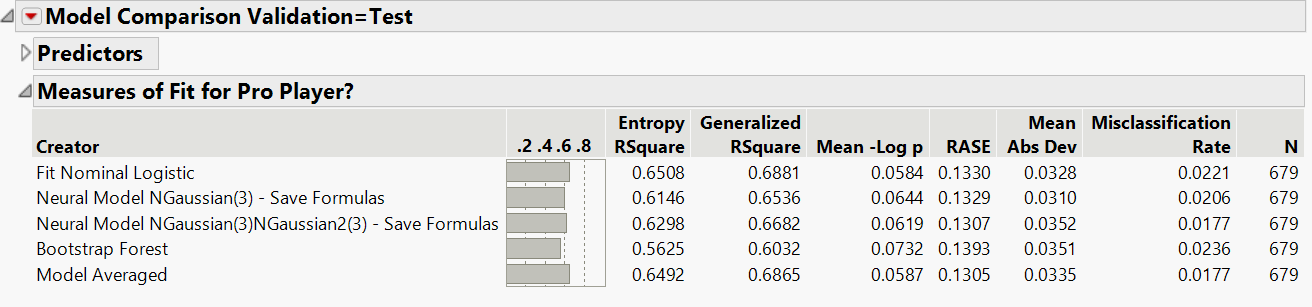 Model Comparison Validation=Test
Predictors
Measures of Fit for Pro Player?
Creator .2 .4 .6 .8 Entropy RSquare Generalized RSquare Mean -Log p RASE Mean Abs Dev Misclassification Rate N
Fit Nominal Logistic 0.6508 0.6881 0.0584 0.1330 0.0328 0.0221 679
Neural Model NGaussian(3) - Save Formulas 0.6146 0.6536 0.0644 0.1329 0.0310 0.0206 679
Neural Model NGaussian(3)NGaussian2(3) - Save Formulas 0.6298 0.6682 0.0619 0.1307 0.0352 0.0177 679
Bootstrap Forest 0.5625 0.6032 0.0732 0.1393 0.0351 0.0236 679
Model Averaged 0.6492 0.6865 0.0587 0.1305 0.0335 0.0177 679